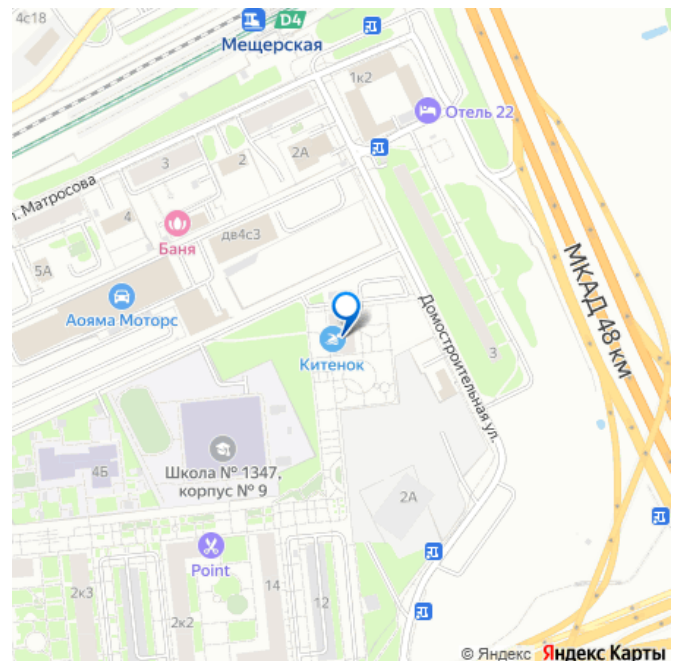 4с18
D4
Мещерская
1к2
Отель 22
2А
2
3
л. Матросова
4
Баня
дв4с3
5А
Аояма Моторс
МКАД 48 км
Домостроительная ул.
Китенок
3
Школа № 1347,
корпус № 9
4Б
2А
Point
2к3
14
12
2к2
© Яндекс Яндекс Карты